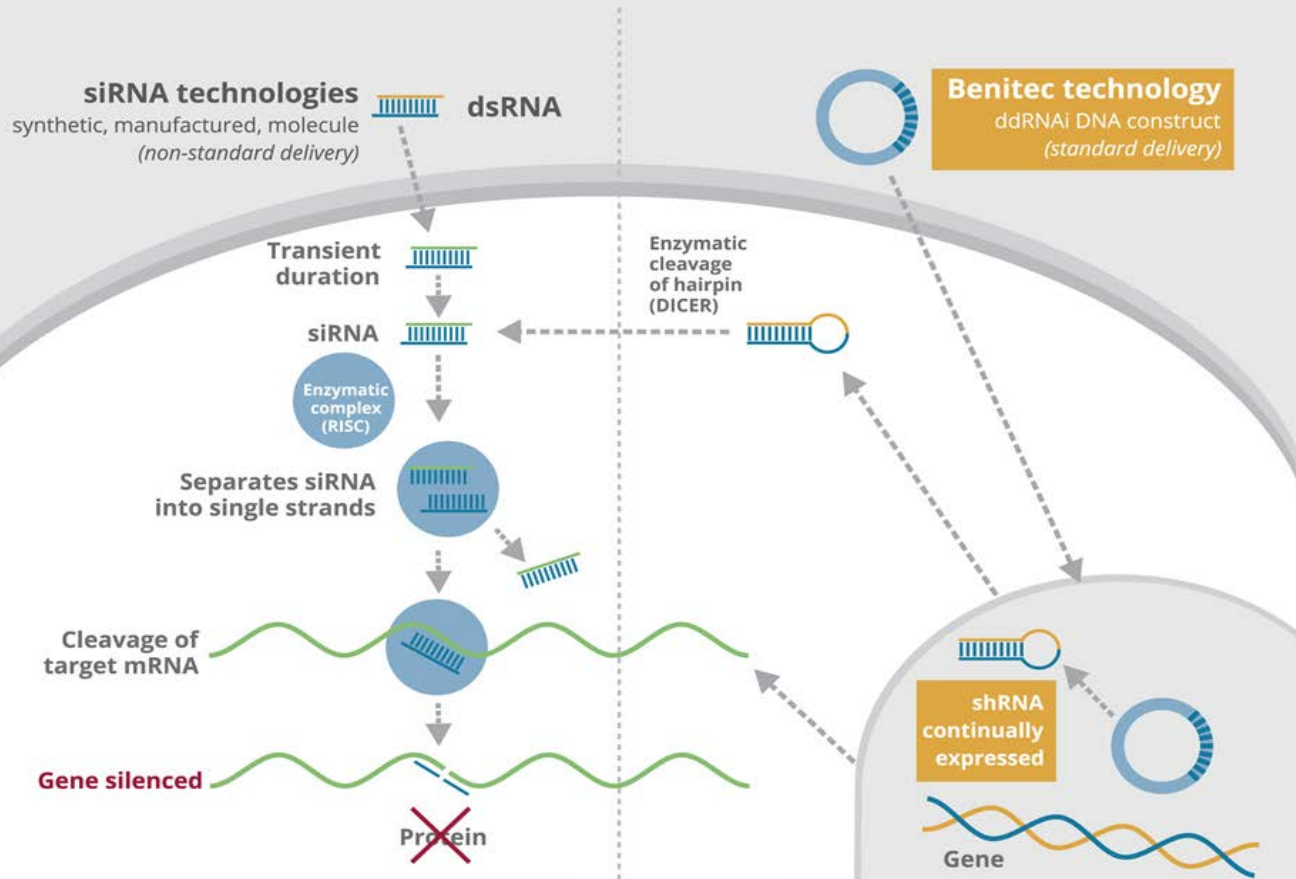 siRNA technologies
synthetic, manufactured, molecule
(non-standard delivery)
dsRNA
Benitec technology
ddRNAi DNA construct
(standard delivery)
Transient
duration
Enzymatic
cleavage
of hairpin
(DICER)
siRNA
Enzymatic
complex
(RISC)
Separates siRNA
into single strands
Cleavage of
target mRNA
shRNA
continually
expressed
Gene silenced
Protein
Gene